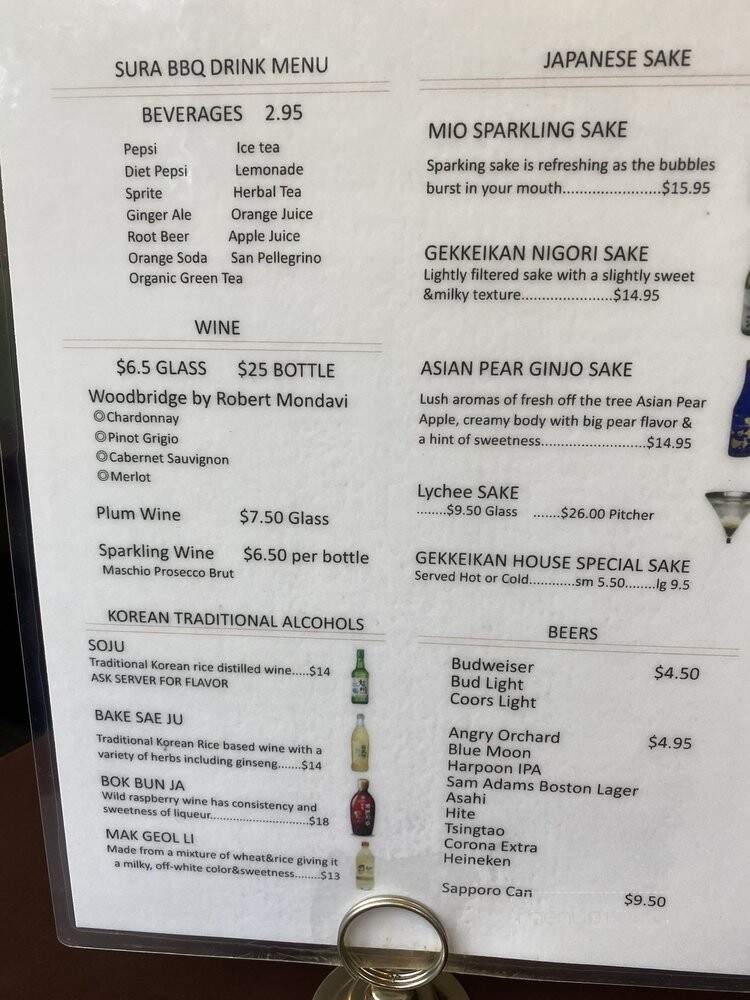 SURA BBQ DRINK MENU
BEVERAGES 2.95
Pepsi Ice tea
Diet Pepsi Lemonade
Sprite Herbal Tea
Ginger Ale Orange Juice
Root Beer Apple Juice
Orange Soda San Pellegrino
Organic Green Tea
WINE
$6.5 GLASS $25 BOTTLE
Woodbridge by Robert Mondavi
◎Chardonnay
◎Pinot Grigio
◎Cabernet Sauvignon
◎Merlot
Plum Wine $7.50 Glass
Sparkling Wine $6.50 per bottle
Maschio Prosecco Brut
KOREAN TRADITIONAL ALCOHOLS
SOJU
Traditional Korean rice distilled wine.....$14
ASK SERVER FOR FLAVOR
BAKE SAE JU
Traditional Korean Rice based wine with a
variety of herbs including ginseng.......$14
BOK BUN JA
Wild raspberry wine has consistency and
sweetness of liqueur.......................$18
MAK GEOL LI
Made from a mixture of wheat&rice giving it
a milky, off-white color&sweetness........$13
JAPANESE SAKE
MIO SPARKLING SAKE
Sparking sake is refreshing as the bubbles
burst in your mouth.......................$15.95
GEKKEIKAN NIGORI SAKE
Lightly filtered sake with a slightly sweet
&milky texture.....................$14.95
ASIAN PEAR GINJO SAKE
Lush aromas of fresh off the tree Asian Pear
Apple, creamy body with big pear flavor &
a hint of sweetness.........................$14.95
Lychee SAKE
........$9.50 Glass .......$26.00 Pitcher
GEKKEIKAN HOUSE SPECIAL SAKE
Served Hot or Cold............sm 5.50........lg 9.5
BEERS
Budweiser $4.50
Bud Light
Coors Light
Angry Orchard $4.95
Blue Moon
Harpoon IPA
Sam Adams Boston Lager
Asahi
Hite
Tsingtao
Corona Extra
Heineken
Sapporo Can $9.50